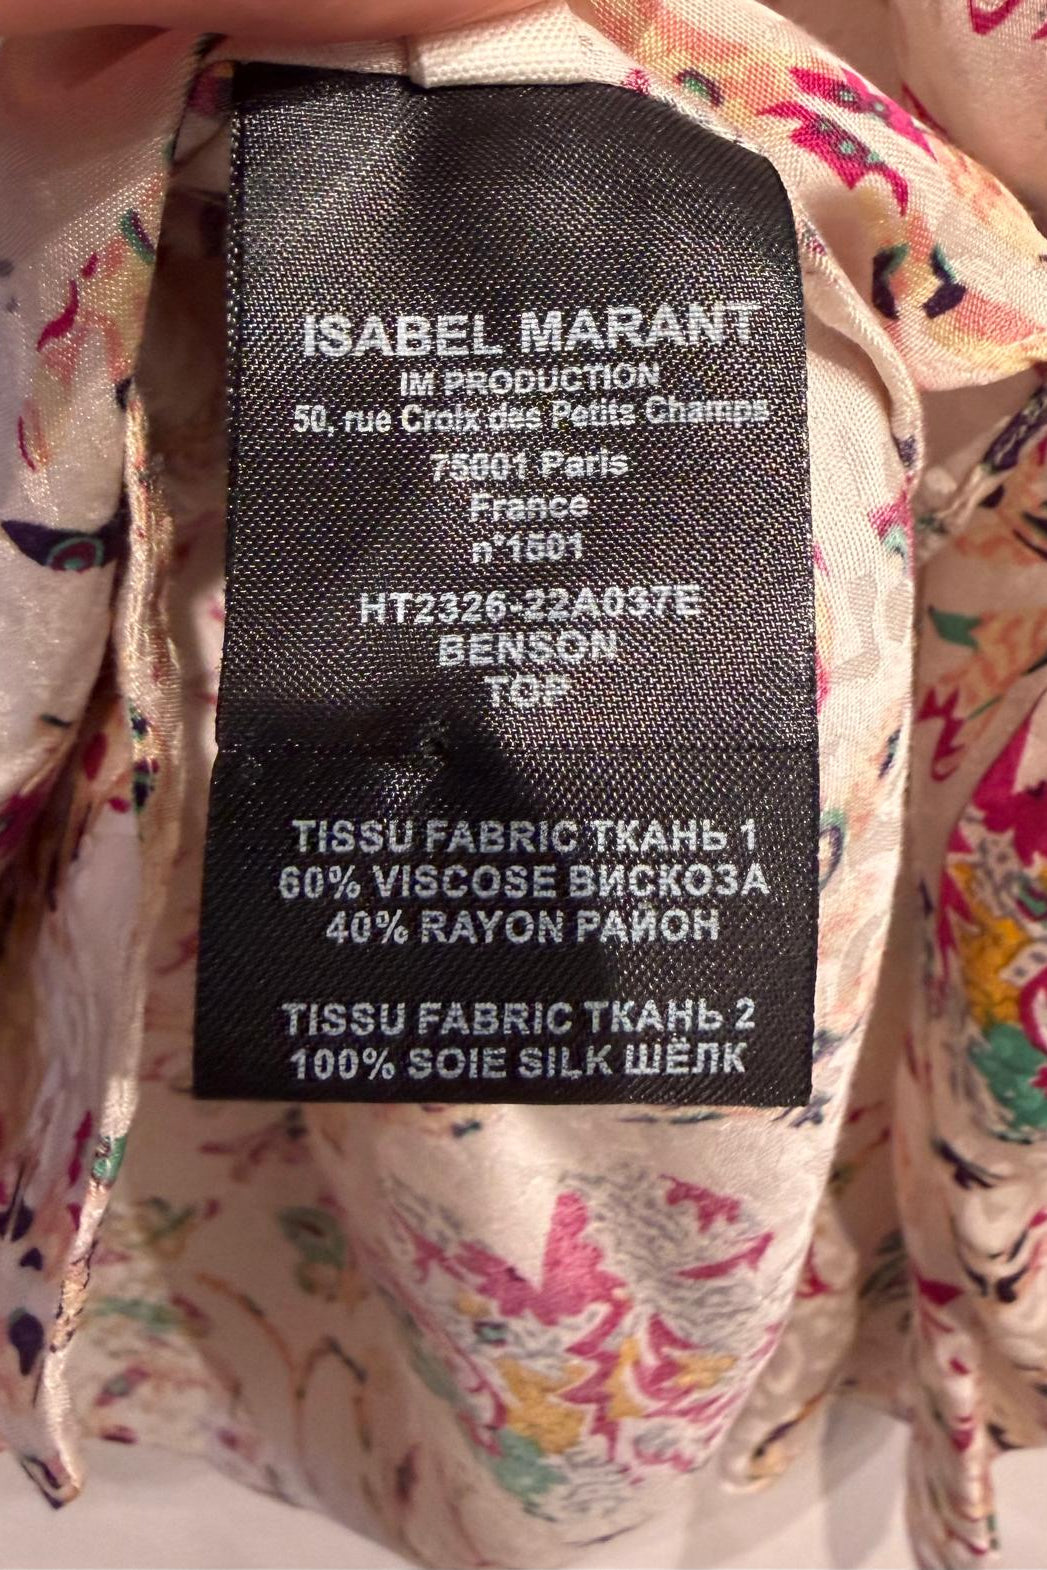 ISABEL MARANT
IM PRODUCTION
50, rue Croix des Petits Champs
75001 Paris
France
n°1501
HT2326-22A037E
BENSON
TOP
TISSU FABRIC ТКАНЬ 1
60% VISCOSE ВИСКОЗА
40% RAYON РАЙОН
TISSU FABRIC ТКАНЬ 2
100% SOIE SILK ШЁЛК